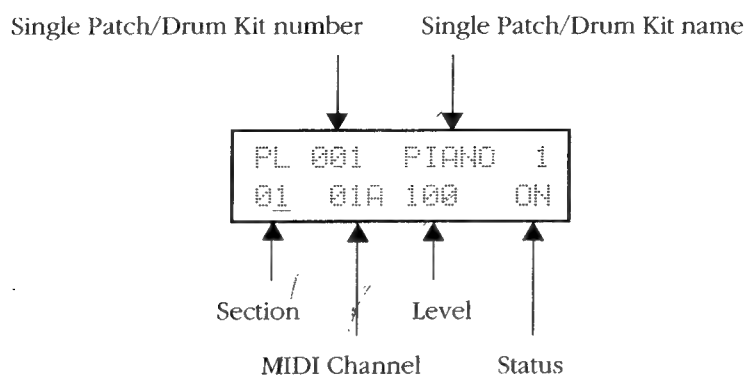 Single Patch/Drum Kit number Single Patch/Drum Kit name
PL 001 PIANO 1
01 01A 100 ON
Section Level
MIDI Channel Status